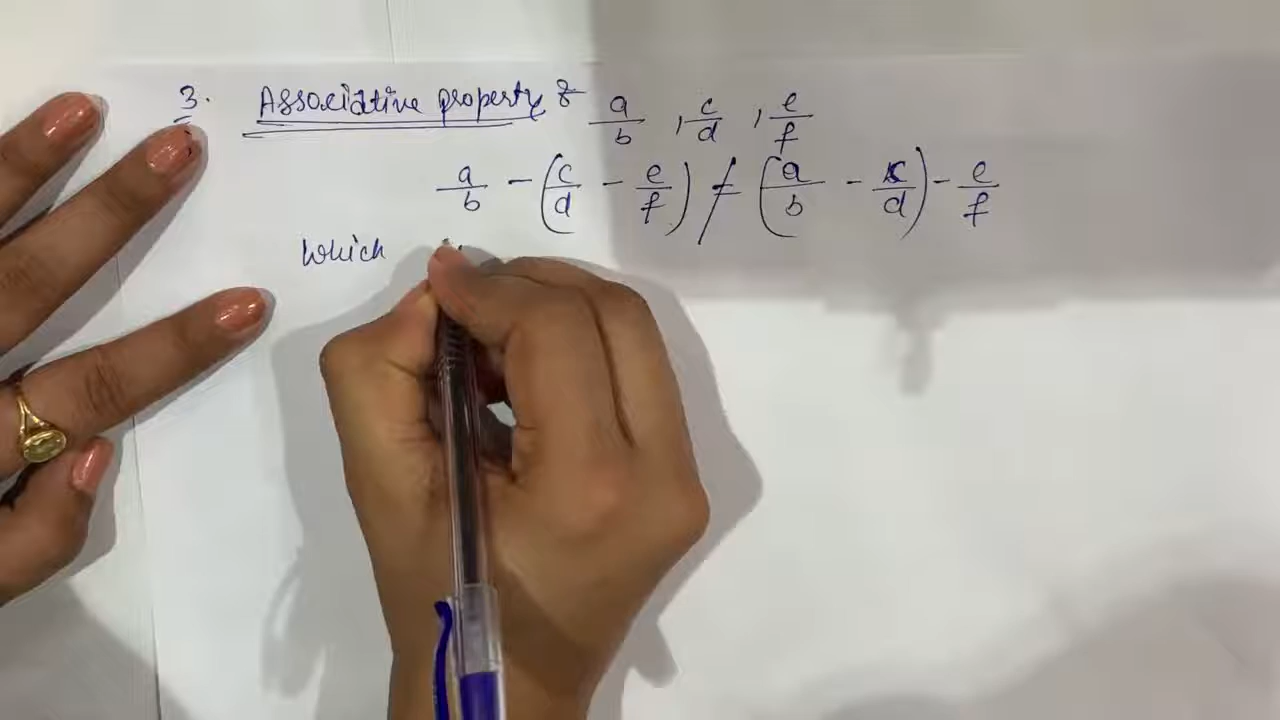 3. Associative property :- a/b , c/d , e/f
a/b - (c/d - e/f) ≠ (a/b - c/d) - e/f
which